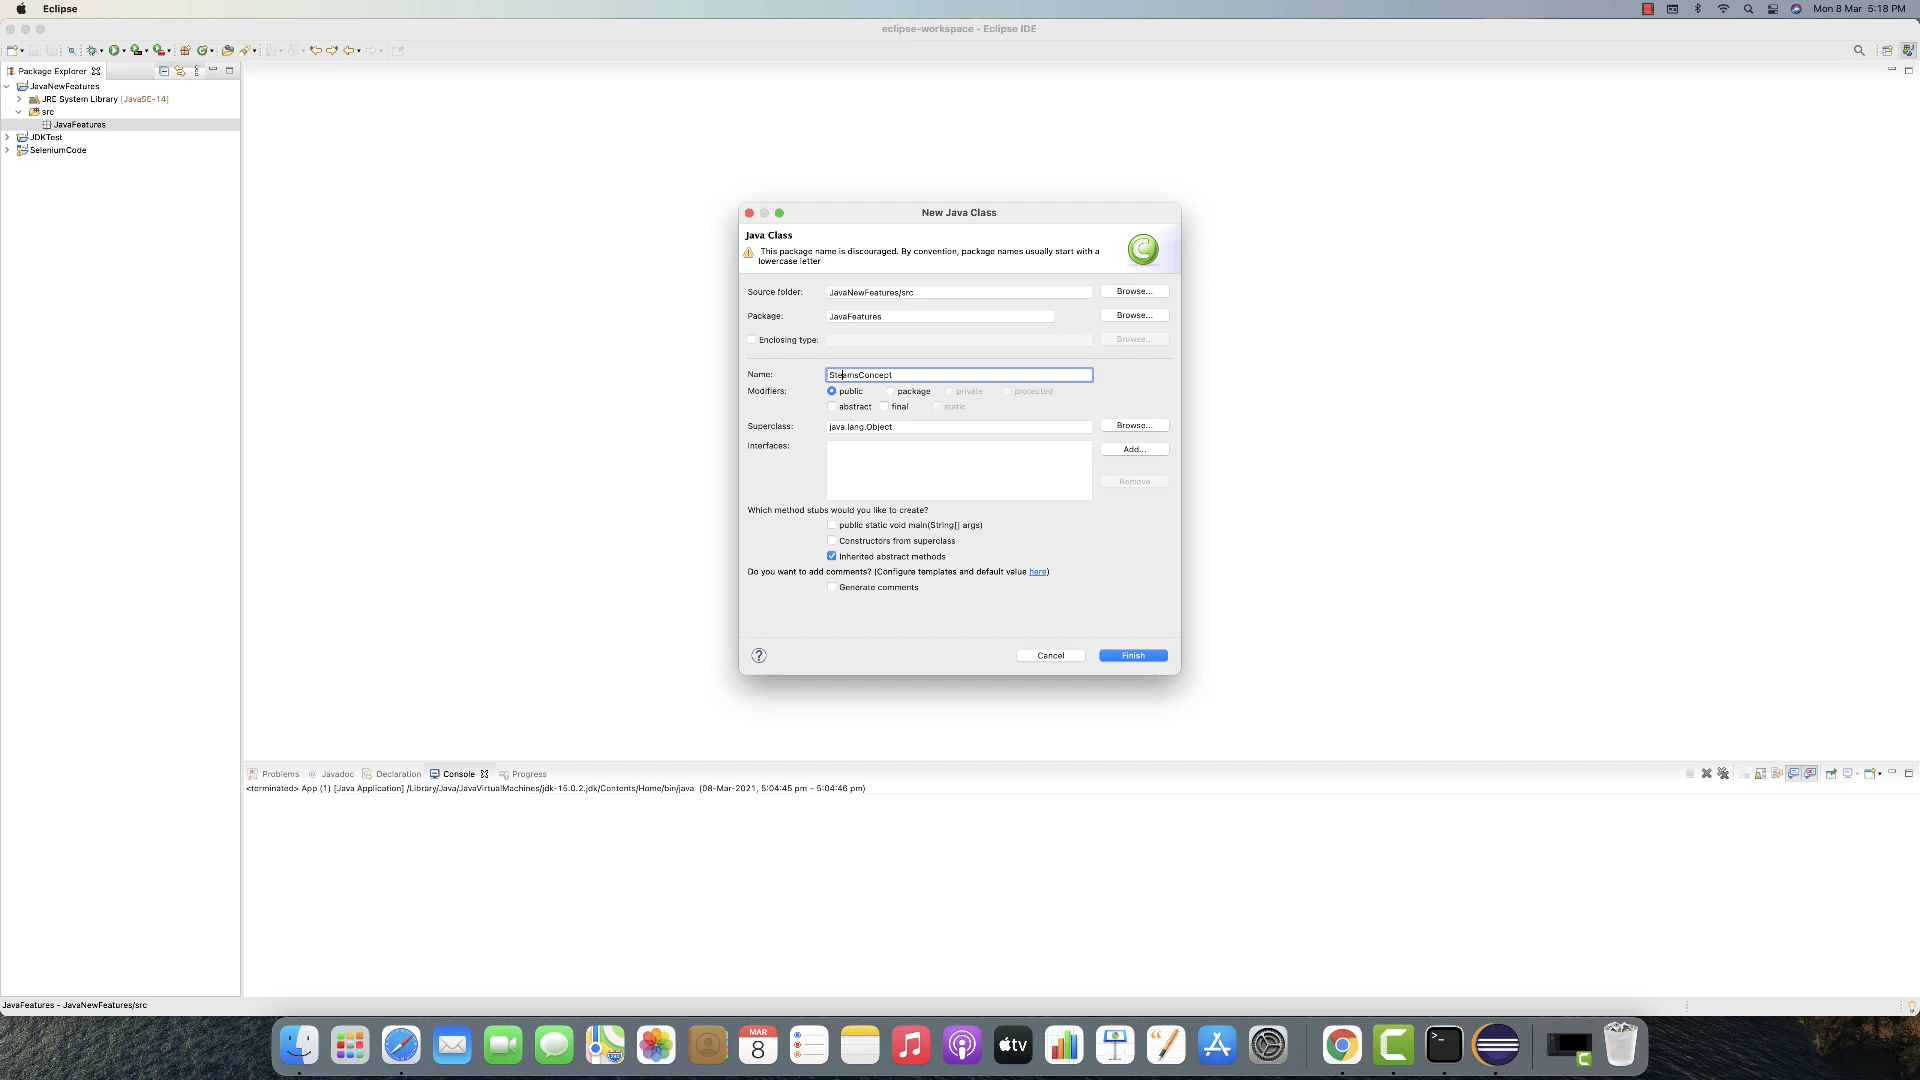 Eclipse
Mon 8 Mar 5:18 PM
eclipse-workspace - Eclipse IDE
Package Explorer
JavaNewFeatures
JRE System Library [JavaSE-14]
src
JavaFeatures
JDKTest
SeleniumCode
New Java Class
Java Class
This package name is discouraged. By convention, package names usually start with a
lowercase letter
Source folder: JavaNewFeatures/src Browse...
Package: JavaFeatures Browse...
Enclosing type: Browse...
Name: SteamsConcept
Modifiers: public package private protected
abstract final static
Superclass: java.lang.Object Browse...
Interfaces: Add...
Remove
Which method stubs would you like to create?
public static void main(String[] args)
Constructors from superclass
Inherited abstract methods
Do you want to add comments? (Configure templates and default value here)
Generate comments
? Cancel Finish
Problems Javadoc Declaration Console Progress
<terminated> App (1) [Java Application] /Library/Java/JavaVirtualMachines/jdk-15.0.2.jdk/Contents/Home/bin/java (08-Mar-2021, 5:04:45 pm – 5:04:46 pm)
JavaFeatures - JavaNewFeatures/src
MAR
8
tv